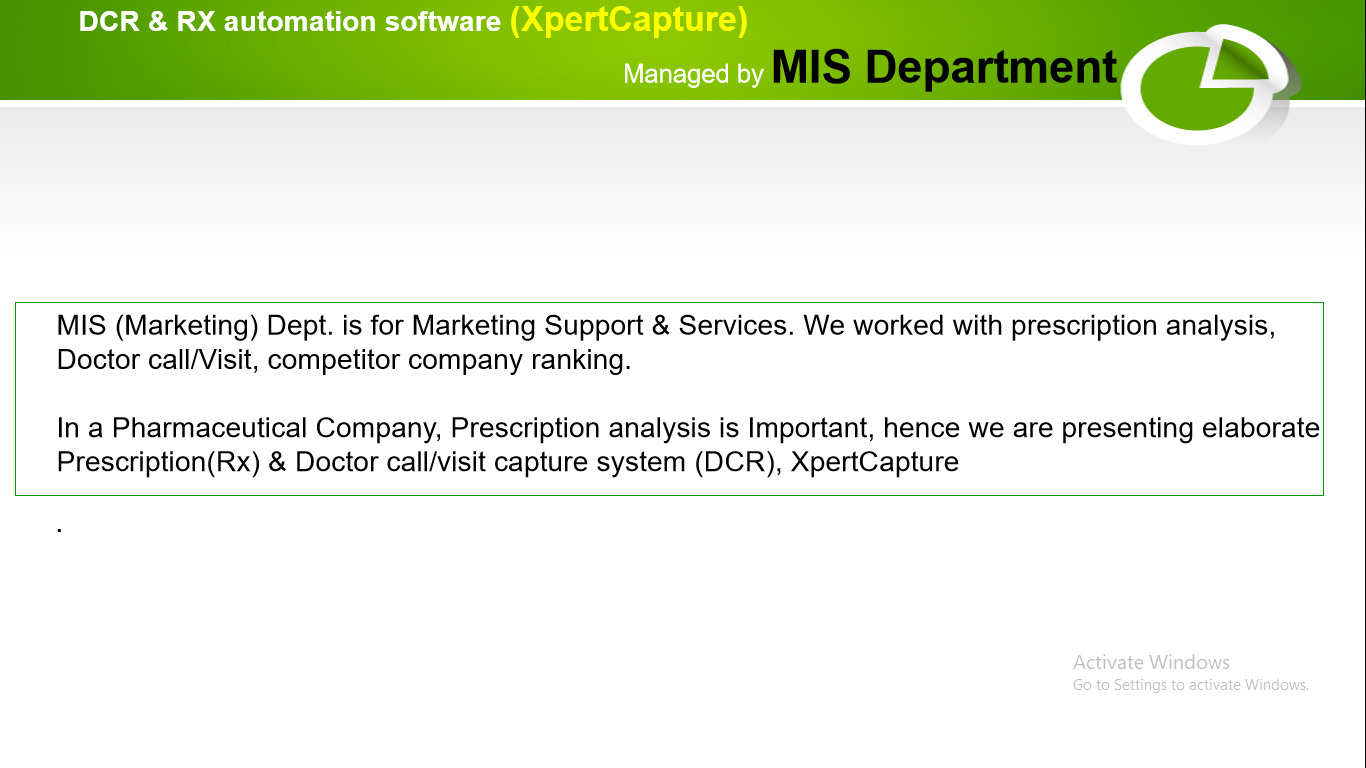 DCR & RX automation software (XpertCapture)
Managed by MIS Department
MIS (Marketing) Dept. is for Marketing Support & Services. We worked with prescription analysis,
Doctor call/Visit, competitor company ranking.
In a Pharmaceutical Company, Prescription analysis is Important, hence we are presenting elaborate
Prescription(Rx) & Doctor call/visit capture system (DCR), XpertCapture
.
Activate Windows
Go to Settings to activate Windows.